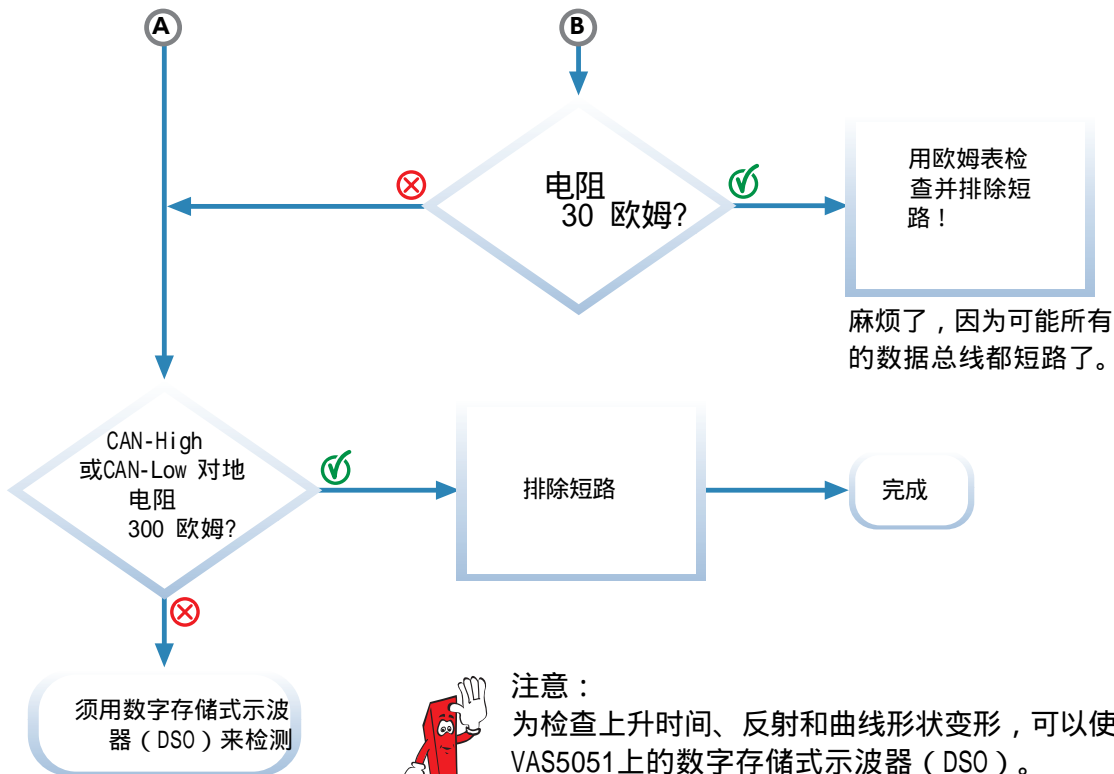 A
B
电阻
30 欧姆?
用欧姆表检
查并排除短
路！
麻烦了，因为可能所有
的数据总线都短路了。
CAN-High
或CAN-Low 对地
电阻
300 欧姆?
排除短路
完成
须用数字存储式示波
器（DSO）来检测
注意：
为检查上升时间、反射和曲线形状变形，可以使
VAS5051上的数字存储式示波器（DSO）。